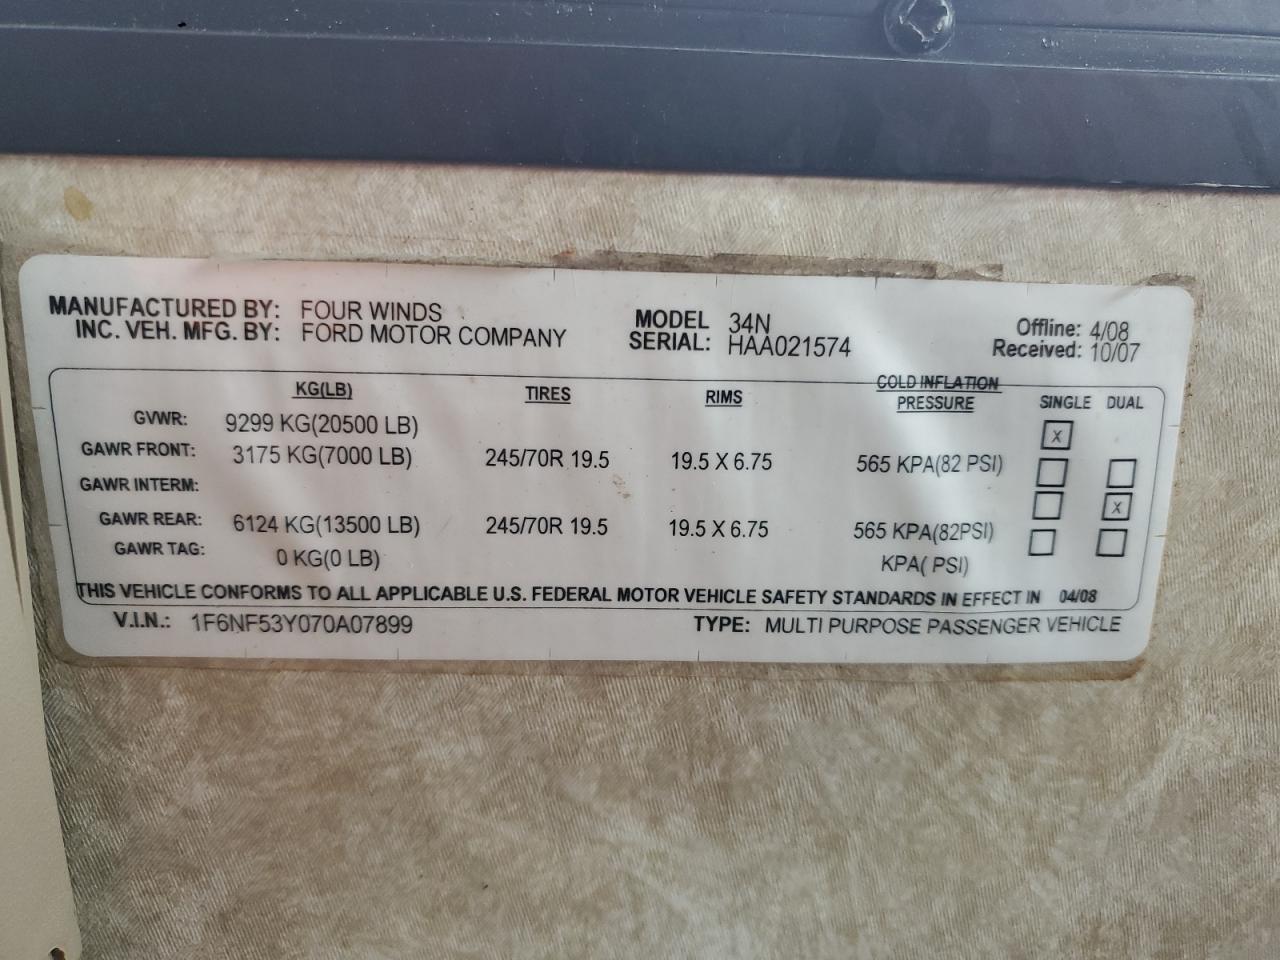 MANUFACTURED BY: FOUR WINDS
INC. VEH. MFG. BY: FORD MOTOR COMPANY
MODEL 34N
SERIAL: HAA021574
Offline: 4/08
Received: 10/07
KG(LB) TIRES RIMS COLD INFLATION PRESSURE SINGLE DUAL
GVWR: 9299 KG(20500 LB) X
GAWR FRONT: 3175 KG(7000 LB) 245/70R 19.5 19.5 X 6.75 565 KPA(82 PSI)
GAWR INTERM: X
GAWR REAR: 6124 KG(13500 LB) 245/70R 19.5 19.5 X 6.75 565 KPA(82PSI)
GAWR TAG: 0 KG(0 LB) KPA( PSI)
THIS VEHICLE CONFORMS TO ALL APPLICABLE U.S. FEDERAL MOTOR VEHICLE SAFETY STANDARDS IN EFFECT IN 04/08
V.I.N.: 1F6NF53Y070A07899 TYPE: MULTI PURPOSE PASSENGER VEHICLE